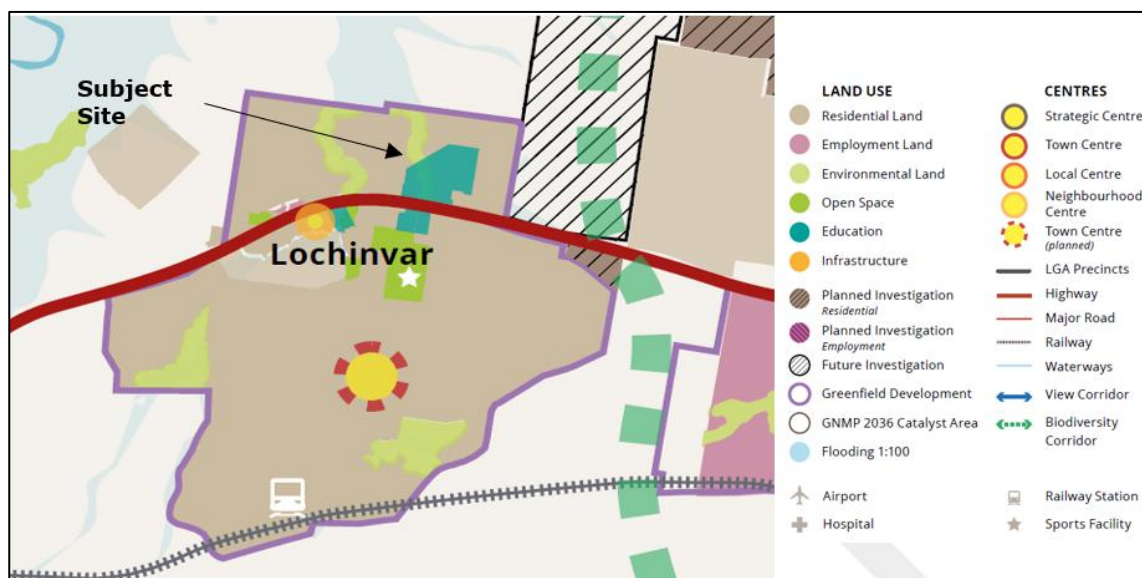 Subject
Site
Lochinvar
LAND USE
Residential Land
Employment Land
Environmental Land
Open Space
Education
Infrastructure
Planned Investigation
Residential
Planned Investigation
Employment
Future Investigation
Greenfield Development
GNMP 2036 Catalyst Area
Flooding 1:100
Airport
Hospital
CENTRES
Strategic Centre
Town Centre
Local Centre
Neighbourhood
Centre
Town Centre
(planned)
LGA Precincts
Highway
Major Road
Railway
Waterways
View Corridor
Biodiversity
Corridor
Railway Station
Sports Facility